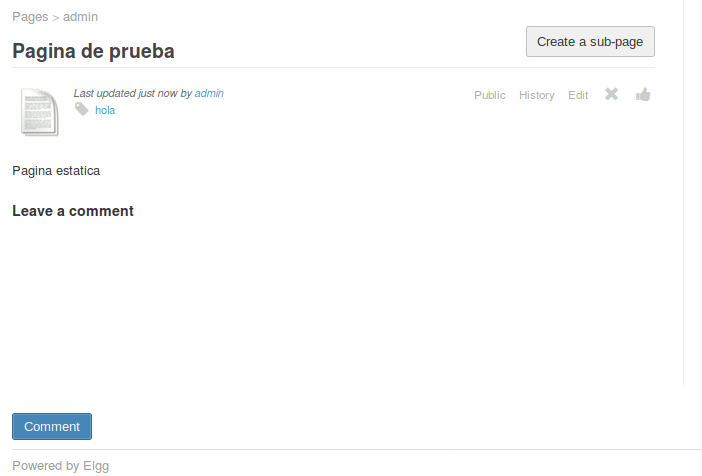 Pages > admin
Create a sub-page
Pagina de prueba
Last updated just now by admin
Public History Edit
hola
Pagina estatica
Leave a comment
Comment
Powered by Elgg